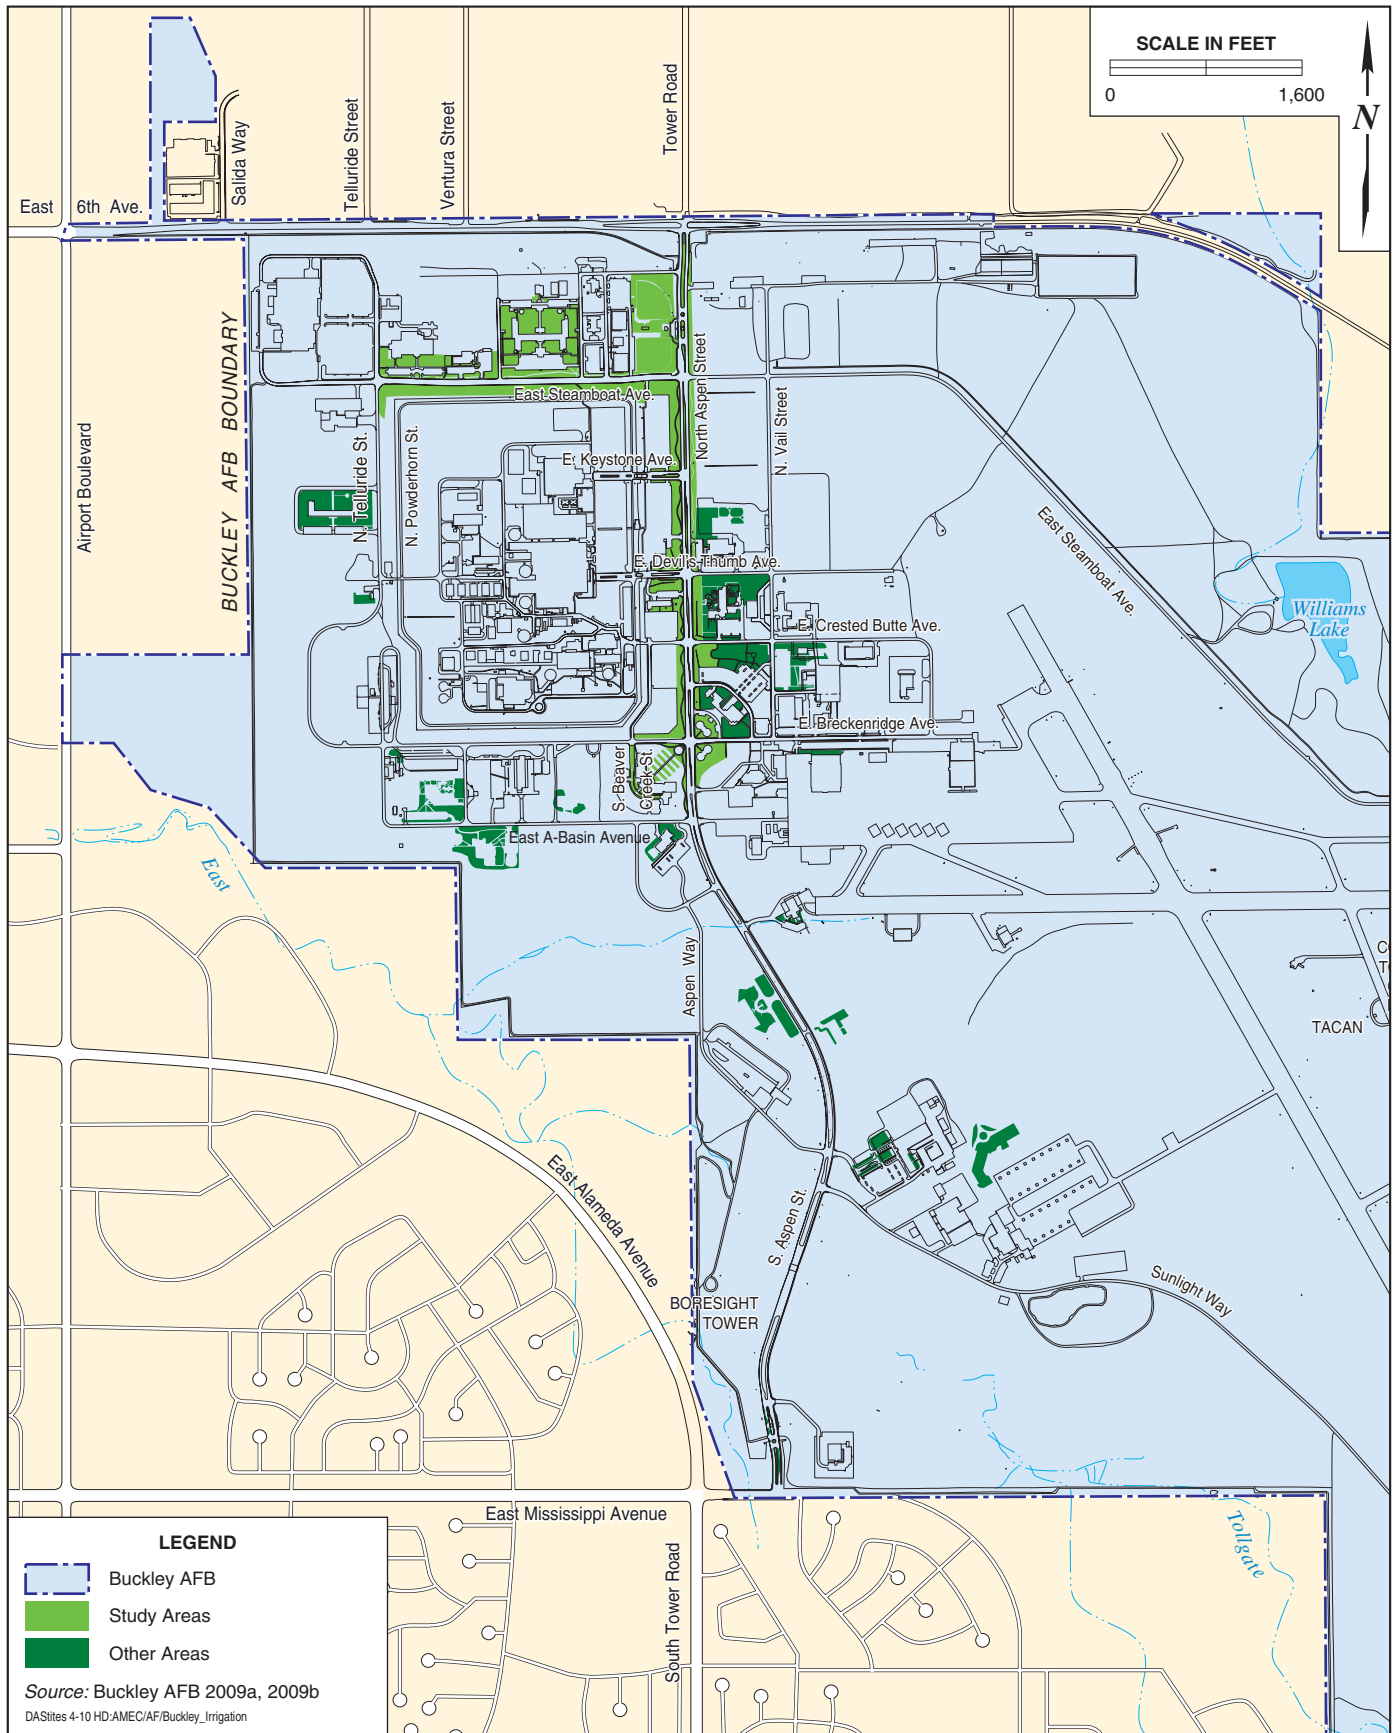 SCALE IN FEET
0 1,600
N
Salida Way
Telluride Street
Ventura Street
Tower Road
East 6th Ave.
Airport Boulevard
BUCKLEY AFB BOUNDARY
East Steamboat Ave.
North Aspen Street
N. Vail Street
N. Telluride St.
N. Powderhorn St.
E. Keystone Ave.
East Steamboat Ave.
E. Devil's Thumb Ave.
E. Crested Butte Ave.
Williams
Lake
E. Breckenridge Ave.
S. Beaver
Creek St.
East A-Basin Avenue
East
Aspen Way
TACAN
East Alameda Avenue
S. Aspen St.
Sunlight Way
BORESIGHT
TOWER
East Mississippi Avenue
South Tower Road
Tollgate
LEGEND
Buckley AFB
Study Areas
Other Areas
Source: Buckley AFB 2009a, 2009b
DAStites 4-10 HD:AMEC/AF/Buckley_Irrigation